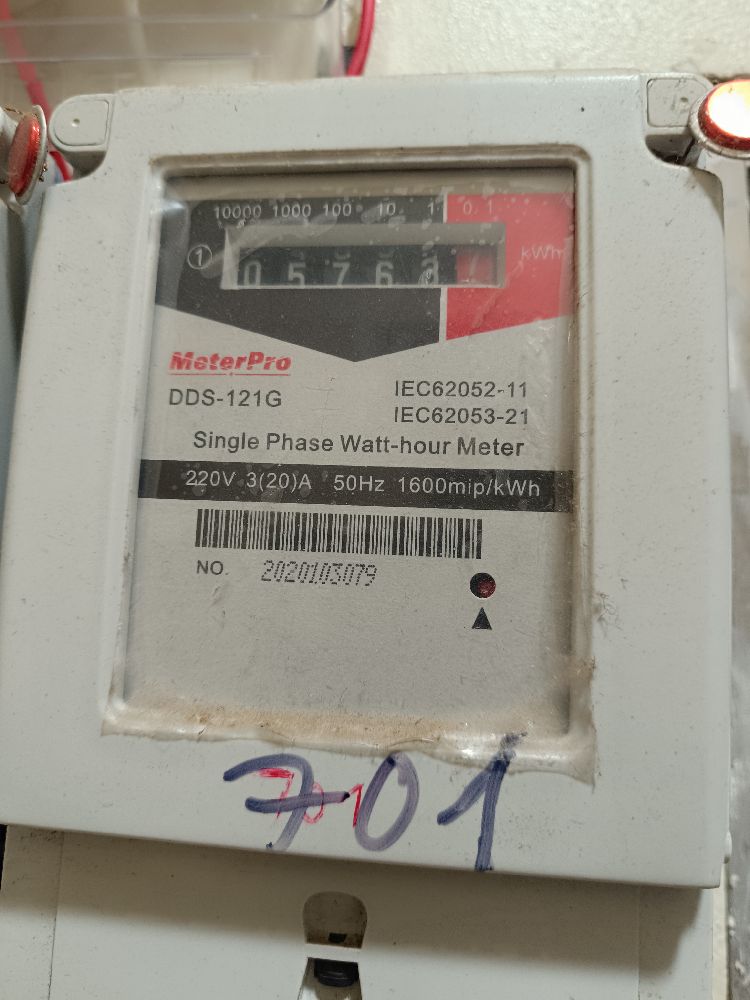 10000 1000 100 10 1 0.1
1
0 5 7 6
kWh
MeterPro
DDS-121G
IEC62052-11
IEC62053-21
Single Phase Watt-hour Meter
220V 3(20)A 50Hz 1600mip/kWh
NO. 2020103079
701
701